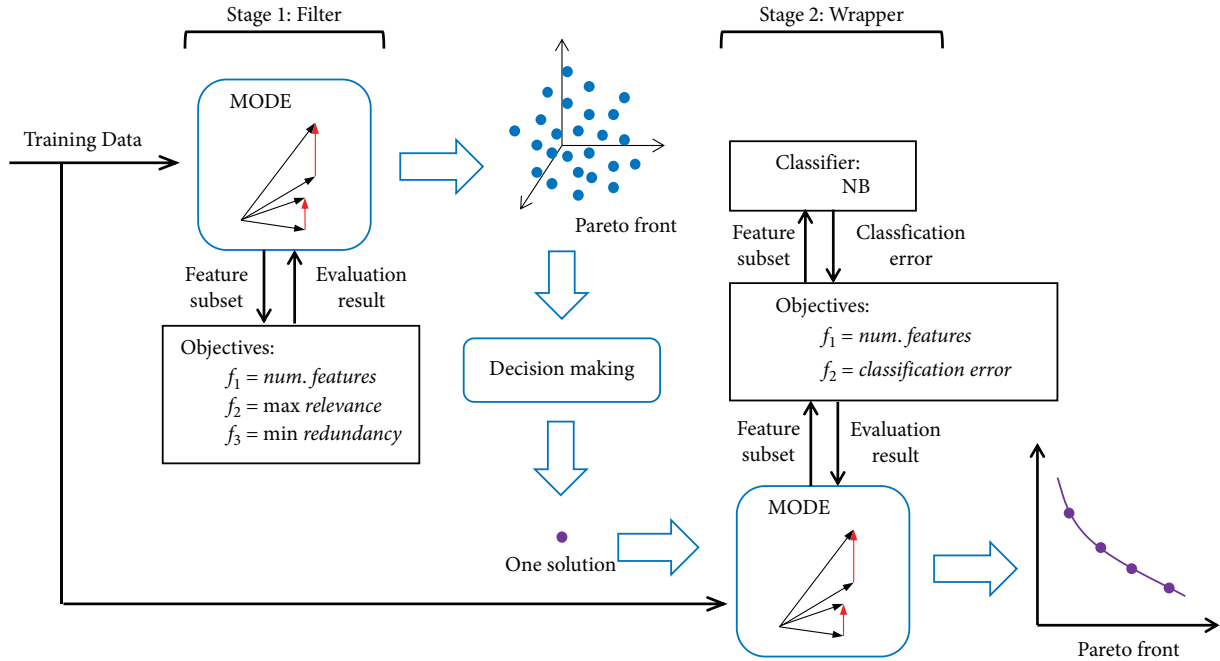 Stage 1: Filter
Stage 2: Wrapper
Training Data
MODE
Pareto front
Feature
subset
Evaluation
result
Objectives:
f1 = num. features
f2 = max relevance
f3 = min redundancy
Decision making
One solution
Classifier:
NB
Feature
subset
Classfication
error
Objectives:
f1 = num. features
f2 = classification error
Feature
subset
Evaluation
result
MODE
Pareto front